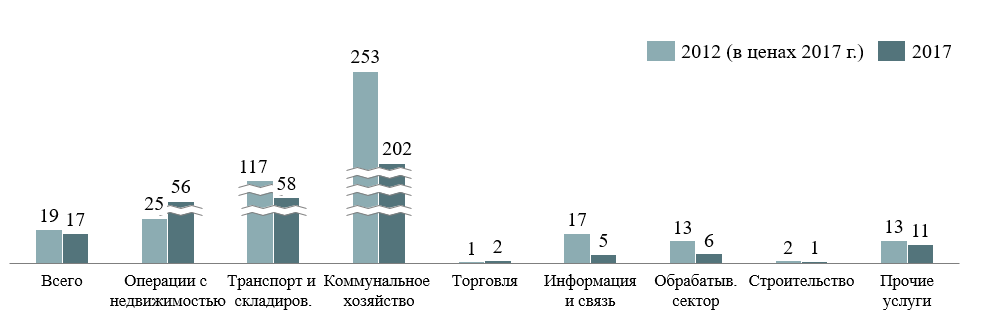 2012 (в ценах 2017 г.) 2017
253
202
117
58
56
25
19 17
1 2
17
5
13
6
2 1
13 11
Всего
Операции с
недвижимостью
Транспорт и
складиров.
Коммунальное
хозяйство
Торговля
Информация
и связь
Обрабатыв.
сектор
Строительство
Прочие
услуги